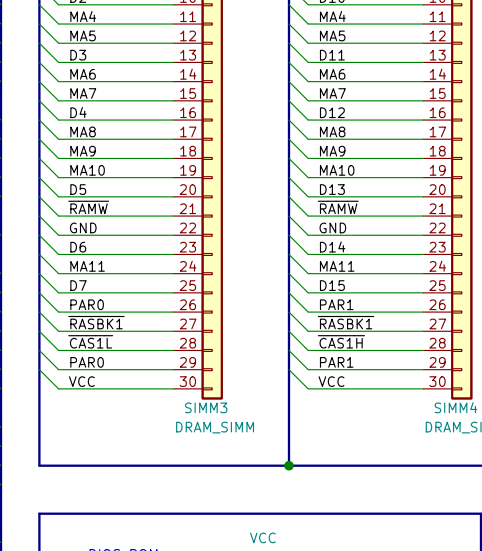 MA4 11 MA4 11
MA5 12 MA5 12
D3 13 D11 13
MA6 14 MA6 14
MA7 15 MA7 15
D4 16 D12 16
MA8 17 MA8 17
MA9 18 MA9 18
MA10 19 MA10 19
D5 20 D13 20
RAMW 21 RAMW 21
GND 22 GND 22
D6 23 D14 23
MA11 24 MA11 24
D7 25 D15 25
PAR0 26 PAR1 26
RASBK1 27 RASBK1 27
CAS1L 28 CAS1H 28
PAR0 29 PAR1 29
VCC 30 VCC 30
SIMM3 SIMM4
DRAM_SIMM DRAM_SI
VCC